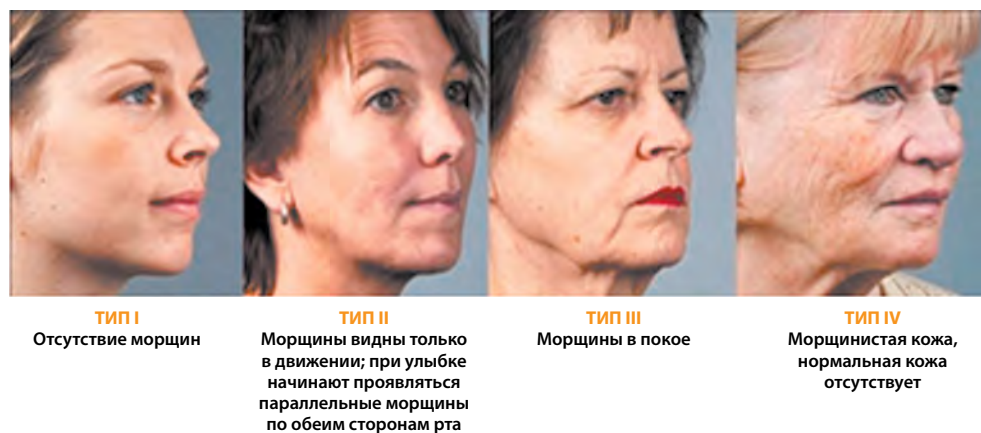 ТИП I
Отсутствие морщин
ТИП II
Морщины видны только
в движении; при улыбке
начинают проявляться
параллельные морщины
по обеим сторонам рта
ТИП III
Морщины в покое
ТИП IV
Морщинистая кожа,
нормальная кожа
отсутствует